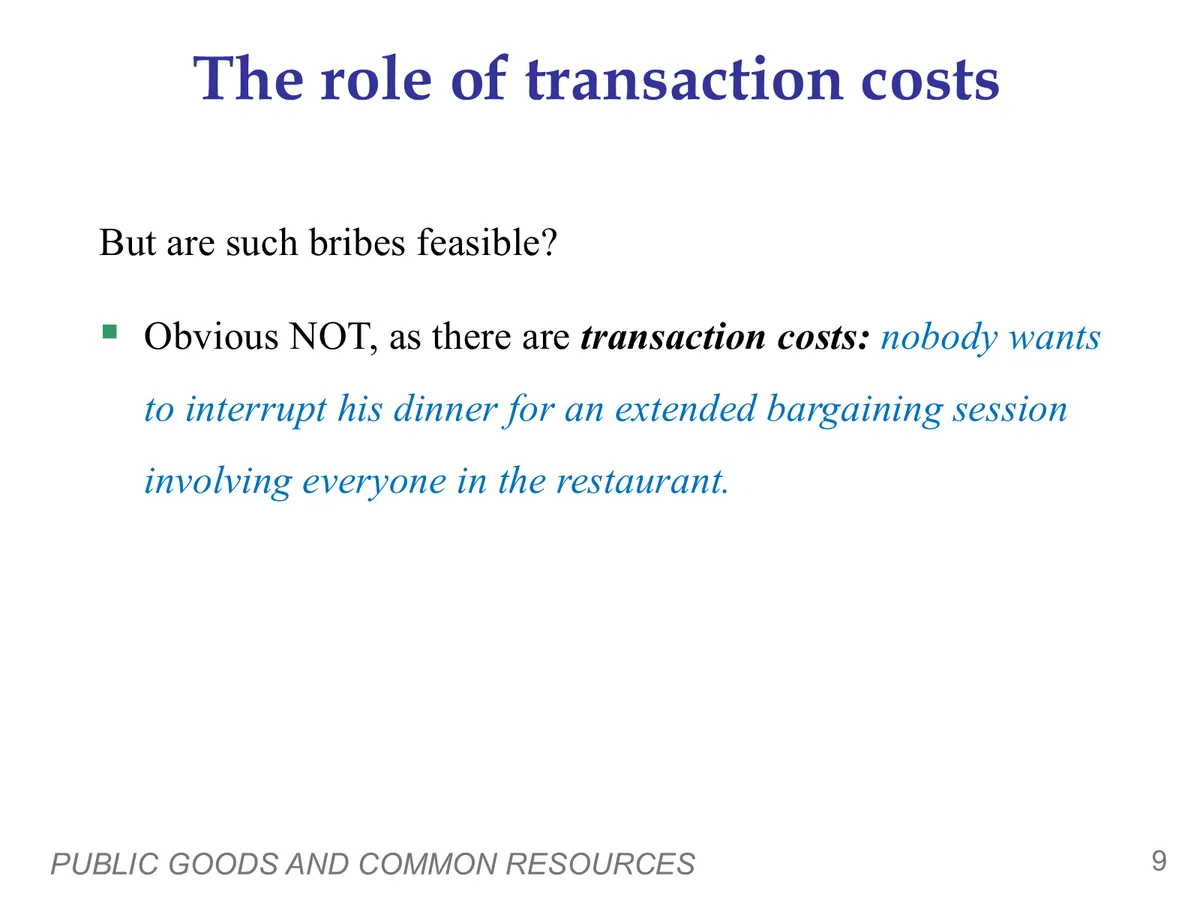 The role of transaction costs
But are such bribes feasible?
▪ Obvious NOT, as there are transaction costs: nobody wants
to interrupt his dinner for an extended bargaining session
involving everyone in the restaurant.
PUBLIC GOODS AND COMMON RESOURCES
9